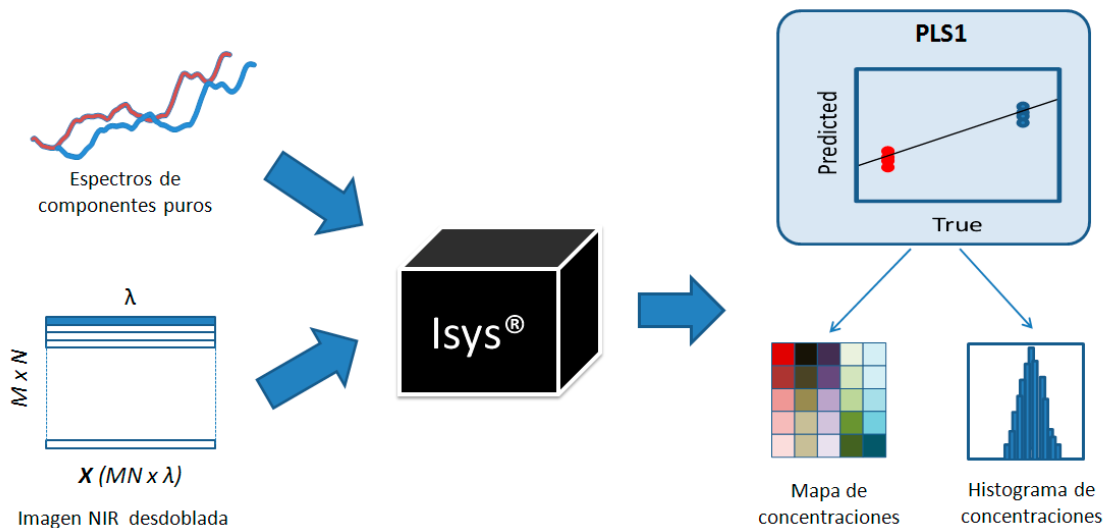 Espectros de
componentes puros
λ
M x N
X (MN x λ)
Imagen NIR desdoblada
Isys®
PLS1
Predicted
True
Mapa de
concentraciones
Histograma de
concentraciones